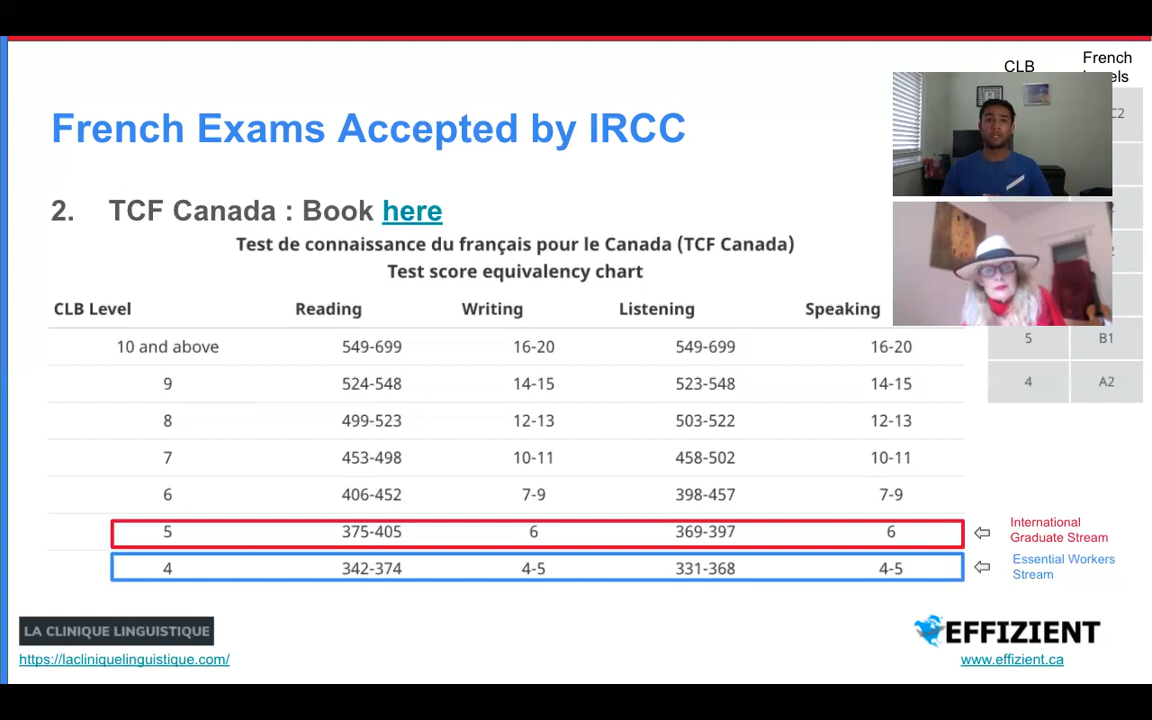 CLB
French
French Exams Accepted by IRCC
2. TCF Canada : Book here
Test de connaissance du français pour le Canada (TCF Canada)
Test score equivalency chart
CLB Level Reading Writing Listening Speaking
10 and above 549-699 16-20 549-699 16-20
9 524-548 14-15 523-548 14-15
8 499-523 12-13 503-522 12-13
7 453-498 10-11 458-502 10-11
6 406-452 7-9 398-457 7-9
5 375-405 6 369-397 6
4 342-374 4-5 331-368 4-5
5 B1
4 A2
International
Graduate Stream
Essential Workers
Stream
LA CLINIQUE LINGUISTIQUE
https://lacliniquelinguistique.com/
EFFIZIENT
www.effizient.ca